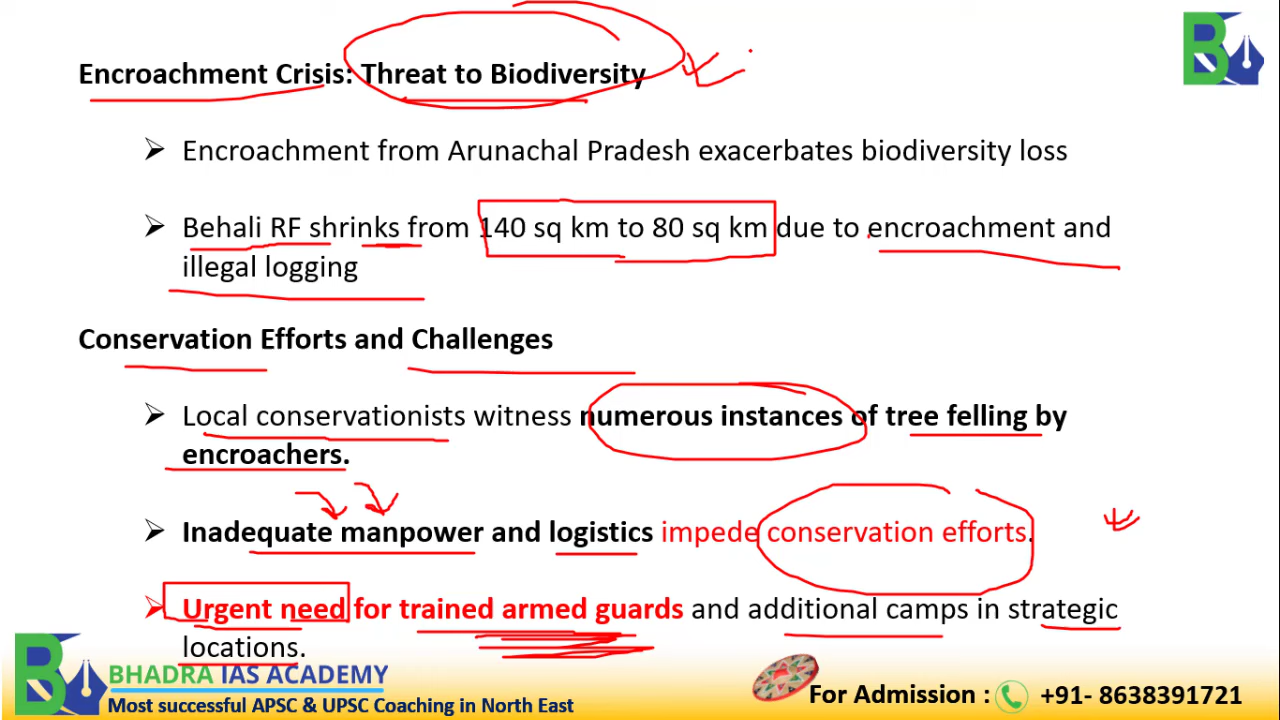 Encroachment Crisis: Threat to Biodiversity
Encroachment from Arunachal Pradesh exacerbates biodiversity loss
Behali RF shrinks from 140 sq km to 80 sq km due to encroachment and
illegal logging
Conservation Efforts and Challenges
Local conservationists witness numerous instances of tree felling by
encroachers.
Inadequate manpower and logistics impede conservation efforts.
Urgent need for trained armed guards and additional camps in strategic
locations.
BHADRA IAS ACADEMY
Most successful APSC & UPSC Coaching in North East
For Admission : +91- 8638391721